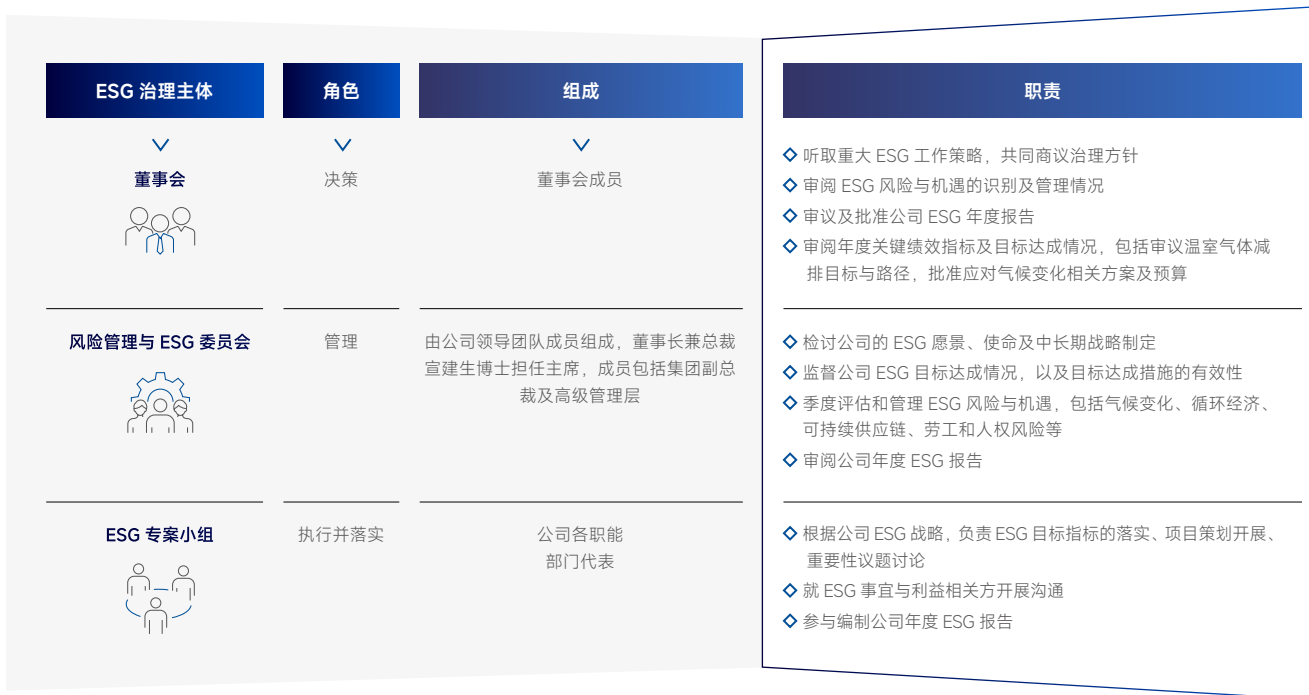 ESG 治理主体
角色
组成
职责
董事会
决策
董事会成员
听取重大 ESG 工作策略，共同商议治理方针
审阅 ESG 风险与机遇的识别及管理情况
审议及批准公司 ESG 年度报告
审阅年度关键绩效指标及目标达成情况，包括审议温室气体减
排目标与路径，批准应对气候变化相关方案及预算
风险管理与 ESG 委员会
管理
由公司领导团队成员组成，董事长兼总裁
宣建生博士担任主席，成员包括集团副总
裁及高级管理层
检讨公司的 ESG 愿景、使命及中长期战略制定
监督公司 ESG 目标达成情况，以及目标达成措施的有效性
季度评估和管理 ESG 风险与机遇，包括气候变化、循环经济、
可持续供应链、劳工和人权风险等
审阅公司年度 ESG 报告
ESG 专案小组
执行并落实
公司各职能
部门代表
根据公司 ESG 战略，负责 ESG 目标指标的落实、项目策划开展、
重要性议题讨论
就 ESG 事宜与利益相关方开展沟通
参与编制公司年度 ESG 报告